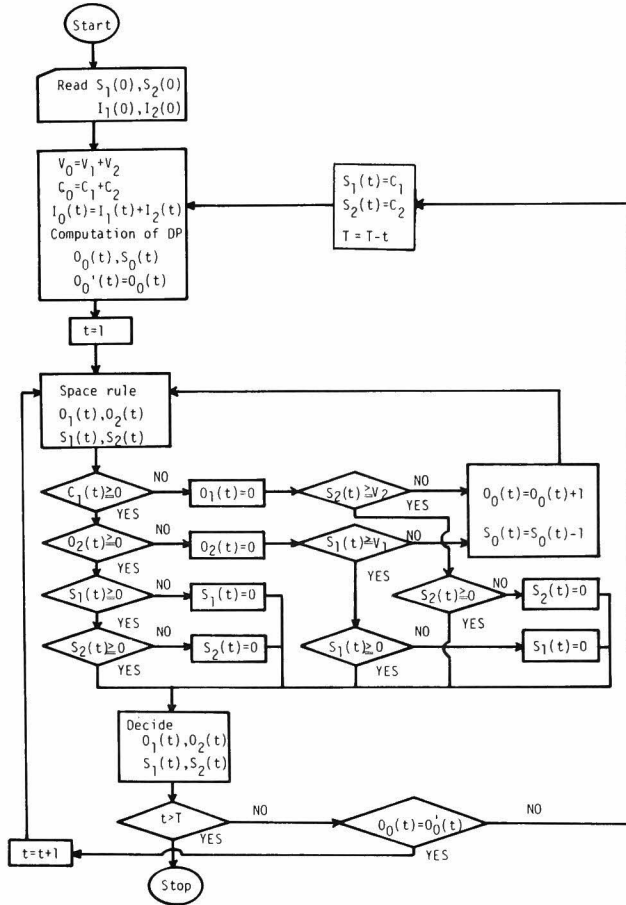 Start
Read S₁(0),S₂(0)
I₁(0),I₂(0)
V₀=V₁+V₂
C₀=C₁+C₂
I₀(t)=I₁(t)+I₂(t)
Computation of DP
O₀(t),S₀(t)
O₀'(t)=O₀(t)
S₁(t)=C₁
S₂(t)=C₂
T=T-t
t=1
Space rule
O₁(t),O₂(t)
S₁(t),S₂(t)
C₁(t)≧0
NO
YES
O₁(t)=0
S₂(t)≧V₂
NO
YES
O₀(t)=O₀(t)+1
S₀(t)=S₀(t)-1
O₂(t)≧0
NO
YES
O₂(t)=0
S₁(t)≧V₁
NO
YES
S₁(t)≧0
NO
YES
S₁(t)=0
S₂(t)≧0
NO
YES
S₂(t)=0
S₂(t)≧0
NO
YES
S₂(t)=0
S₁(t)≧0
NO
YES
S₁(t)=0
Decide
O₁(t),O₂(t)
S₁(t),S₂(t)
t>T
NO
YES
O₀(t)=O₀'(t)
NO
YES
t=t+1
Stop